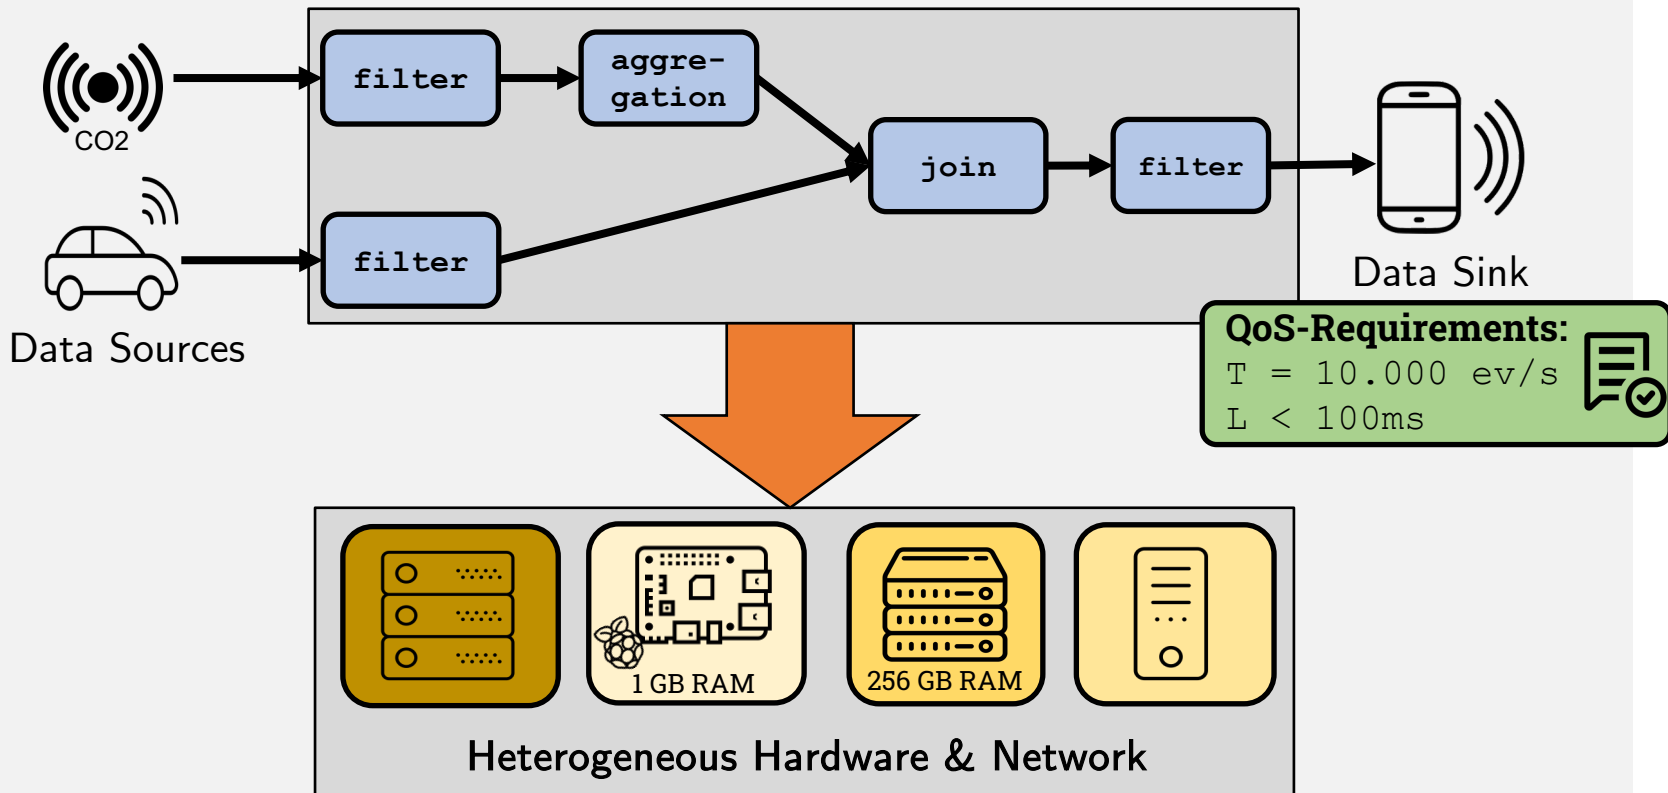 filter
aggre-
gation
CO2
join
filter
filter
Data Sink
Data Sources
QoS-Requirements:
T = 10.000 ev/s
L < 100ms
1 GB RAM
256 GB RAM
Heterogeneous Hardware & Network